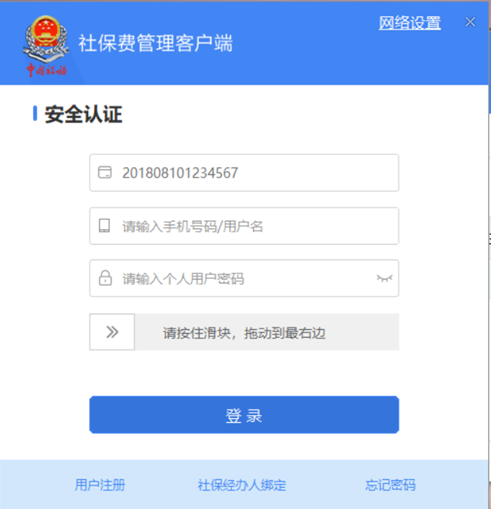 网络设置
社保费管理客户端
中国税务
安全认证
201808101234567
请输入手机号码/用户名
请输入个人用户密码
请按住滑块，拖动到最右边
登录
用户注册
社保经办人绑定
忘记密码